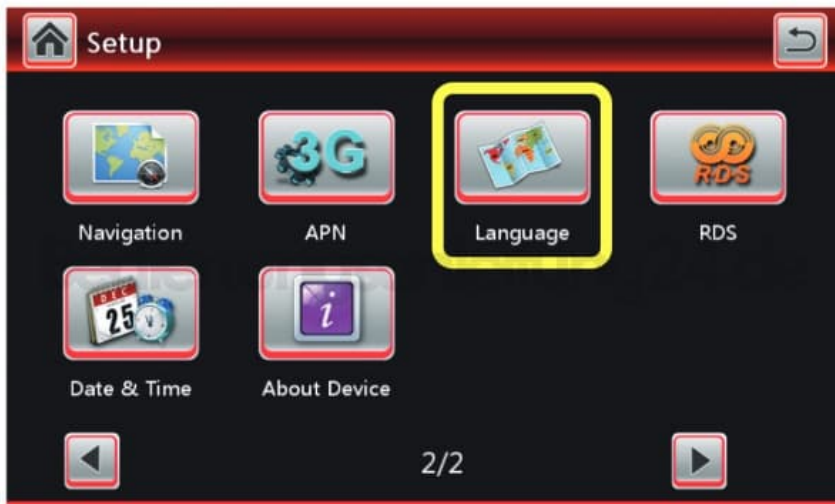 Setup
3G
R·D·S
Navigation
APN
Language
RDS
DEC
25
i
Date & Time
About Device
2/2